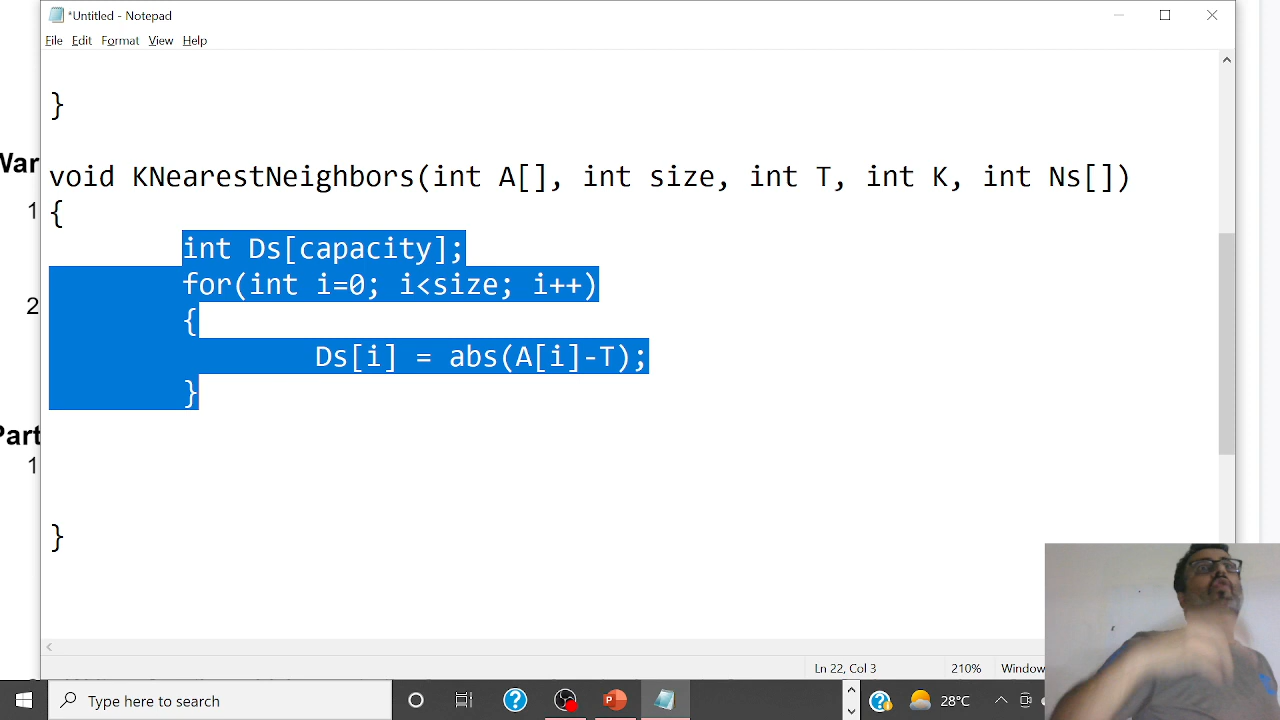 *Untitled - Notepad
File Edit Format View Help
}
War
void KNearestNeighbors(int A[], int size, int T, int K, int Ns[])
1
{
int Ds[capacity];
for(int i=0; i<size; i++)
2
{
Ds[i] = abs(A[i]-T);
}
Part
1
}
Ln 22, Col 3
210%
Window
Type here to search
28°C